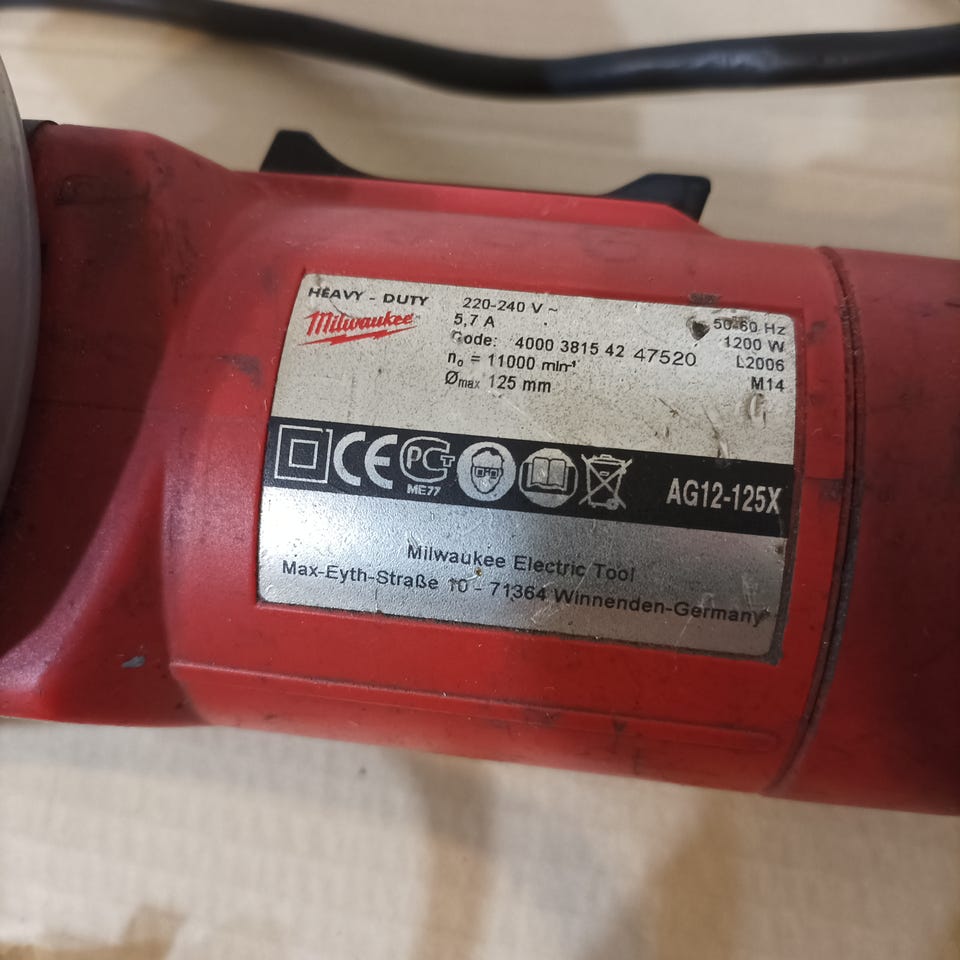 HEAVY - DUTY
Milwaukee
220-240 V ~ 50-60 Hz
5,7 A 1200 W
Code: 4000 3815 42 47520 L2006
n₀ = 11000 min⁻¹ M14
Ømax 125 mm
CE PCT
ME77
AG12-125X
Milwaukee Electric Tool
Max-Eyth-Straße 10 - 71364 Winnenden-Germany